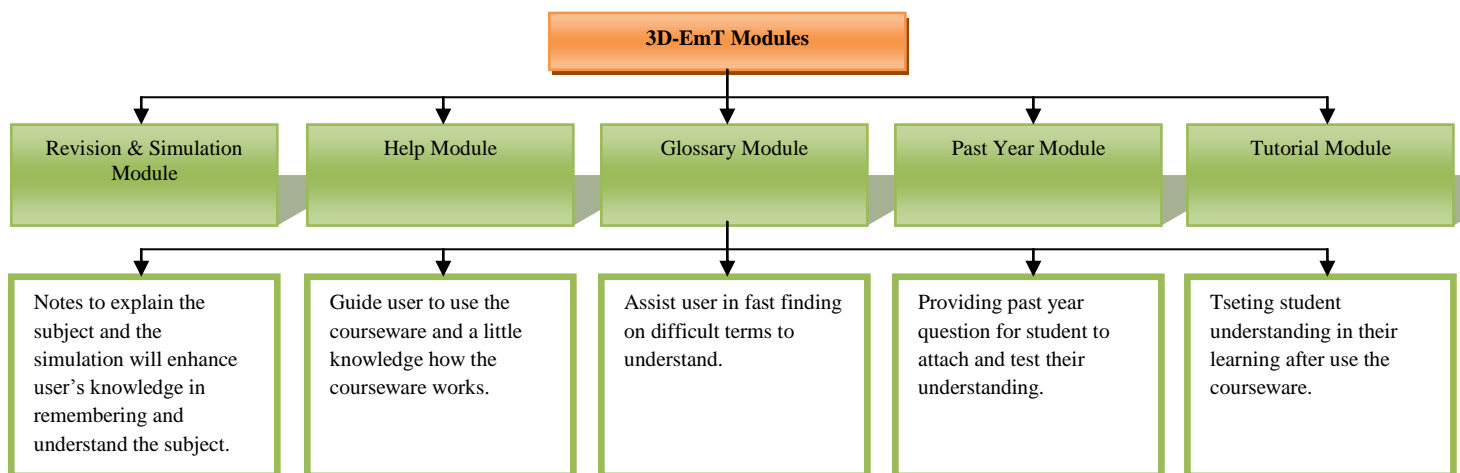 3D-EmT Modules
Revision & Simulation
Module
Help Module
Glossary Module
Past Year Module
Tutorial Module
Notes to explain the
subject and the
simulation will enhance
user’s knowledge in
remembering and
understand the subject.
Guide user to use the
courseware and a little
knowledge how the
courseware works.
Assist user in fast finding
on difficult terms to
understand.
Providing past year
question for student to
attach and test their
understanding.
Tseting student
understanding in their
learning after use the
courseware.